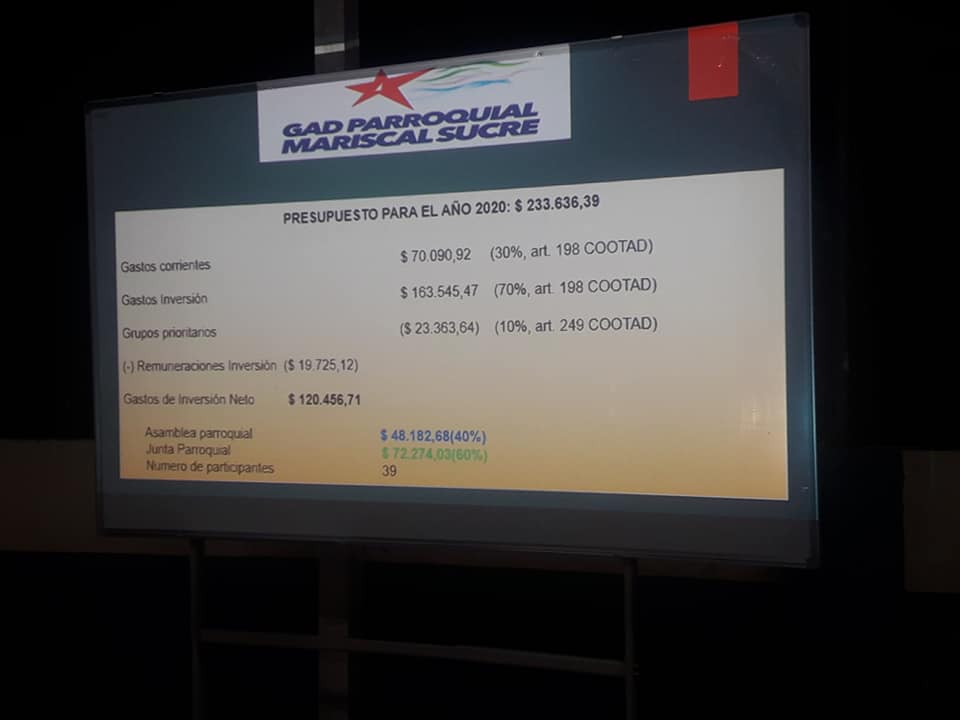 GAD PARROQUIAL
MARISCAL SUCRE
PRESUPUESTO PARA EL AÑO 2020: $ 233.636,39
Gastos corrientes $ 70.090,92 (30%, art. 198 COOTAD)
Gastos Inversión $ 163.545,47 (70%, art. 198 COOTAD)
Grupos prioritarios ($ 23.363,64) (10%, art. 249 COOTAD)
(-) Remuneraciones Inversión ($ 19.725,12)
Gastos de Inversión Neto $ 120.456,71
Asamblea parroquial $ 48.182,68(40%)
Junta Parroquial $ 72.274,03(60%)
Numero de participantes 39